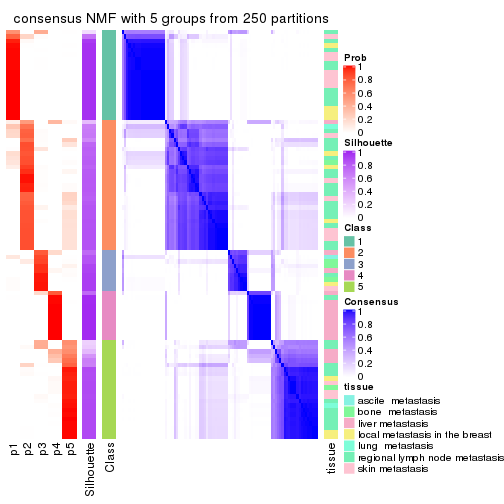 consensus NMF with 5 groups from 250 partitions
Prob
1
0.8
0.6
0.4
0.2
0
Silhouette
1
0.8
0.6
0.4
0.2
0
Class
1
2
3
4
5
Consensus
1
0.8
0.6
0.4
0.2
0
tissue
ascite metastasis
bone metastasis
liver metastasis
local metastasis in the breast
lung metastasis
regional lymph node metastasis
skin metastasis
p1
p2
p3
p4
p5
Silhouette
Class
tissue